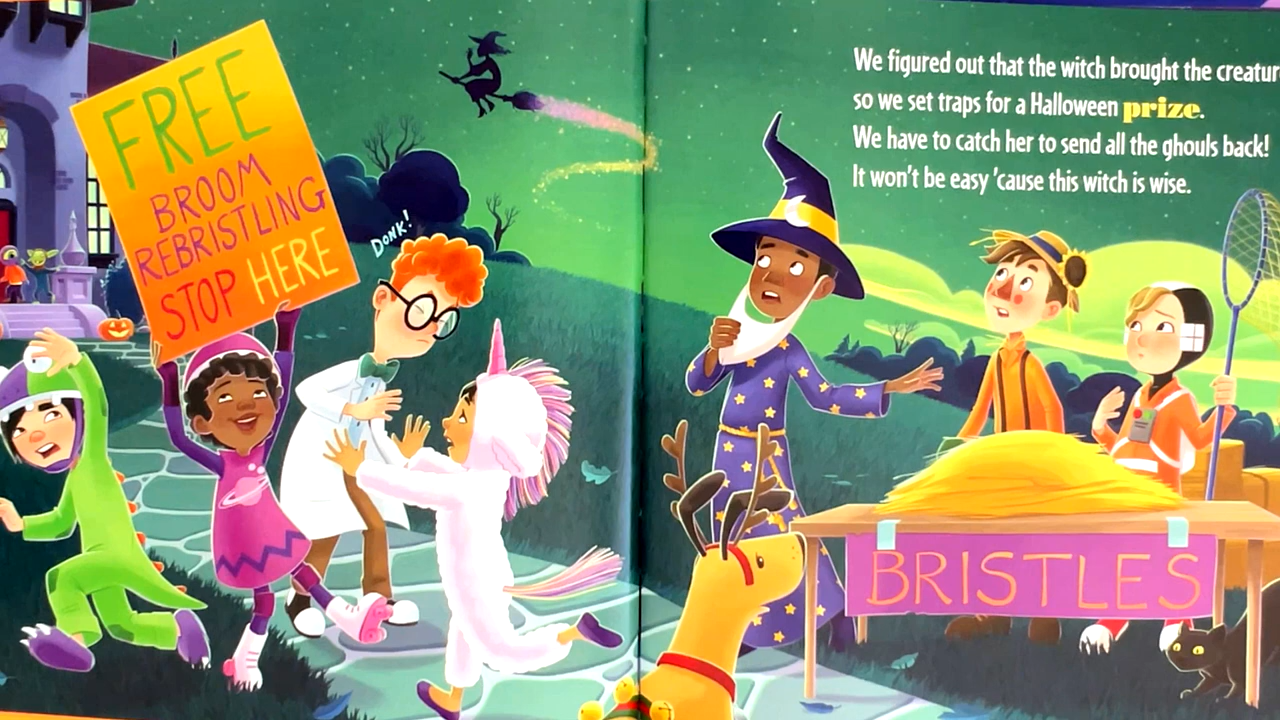 FREE
BROOM
REBRISTLING
STOP HERE
DONK!
We figured out that the witch brought the creatur
so we set traps for a Halloween prize.
We have to catch her to send all the ghouls back!
It won't be easy 'cause this witch is wise.
BRISTLES